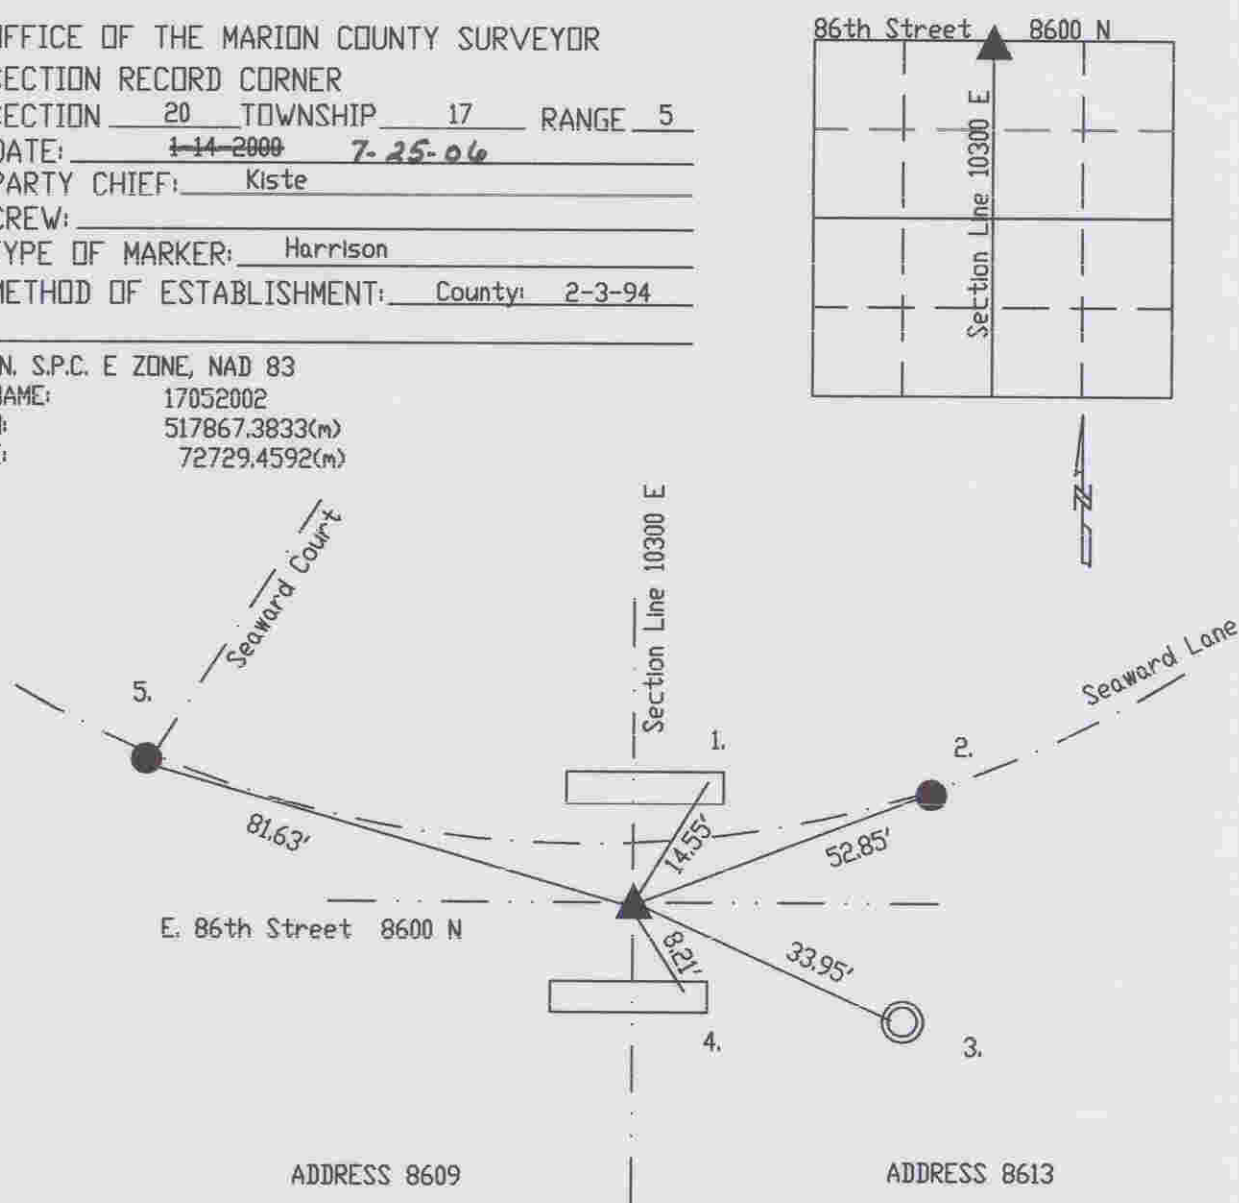 FFICE OF THE MARION COUNTY SURVEYOR
ECTION RECORD CORNER
ECTION 20 TOWNSHIP 17 RANGE 5
DATE: 1-14-2000 7-25-06
PARTY CHIEF: Kiste
CREW:
YPE OF MARKER: Harrison
METHOD OF ESTABLISHMENT: County: 2-3-94
N. S.P.C. E ZONE, NAD 83
NAME: 17052002
: 517867.3833(m)
: 72729.4592(m)
86th Street 8600 N
Section Line 10300 E
N
Seaward Court
Section Line 10300 E
Seaward Lane
5.
1.
2.
81.63'
14.55'
52.85'
E. 86th Street 8600 N
8.21'
33.95'
4.
3.
ADDRESS 8609
ADDRESS 8613